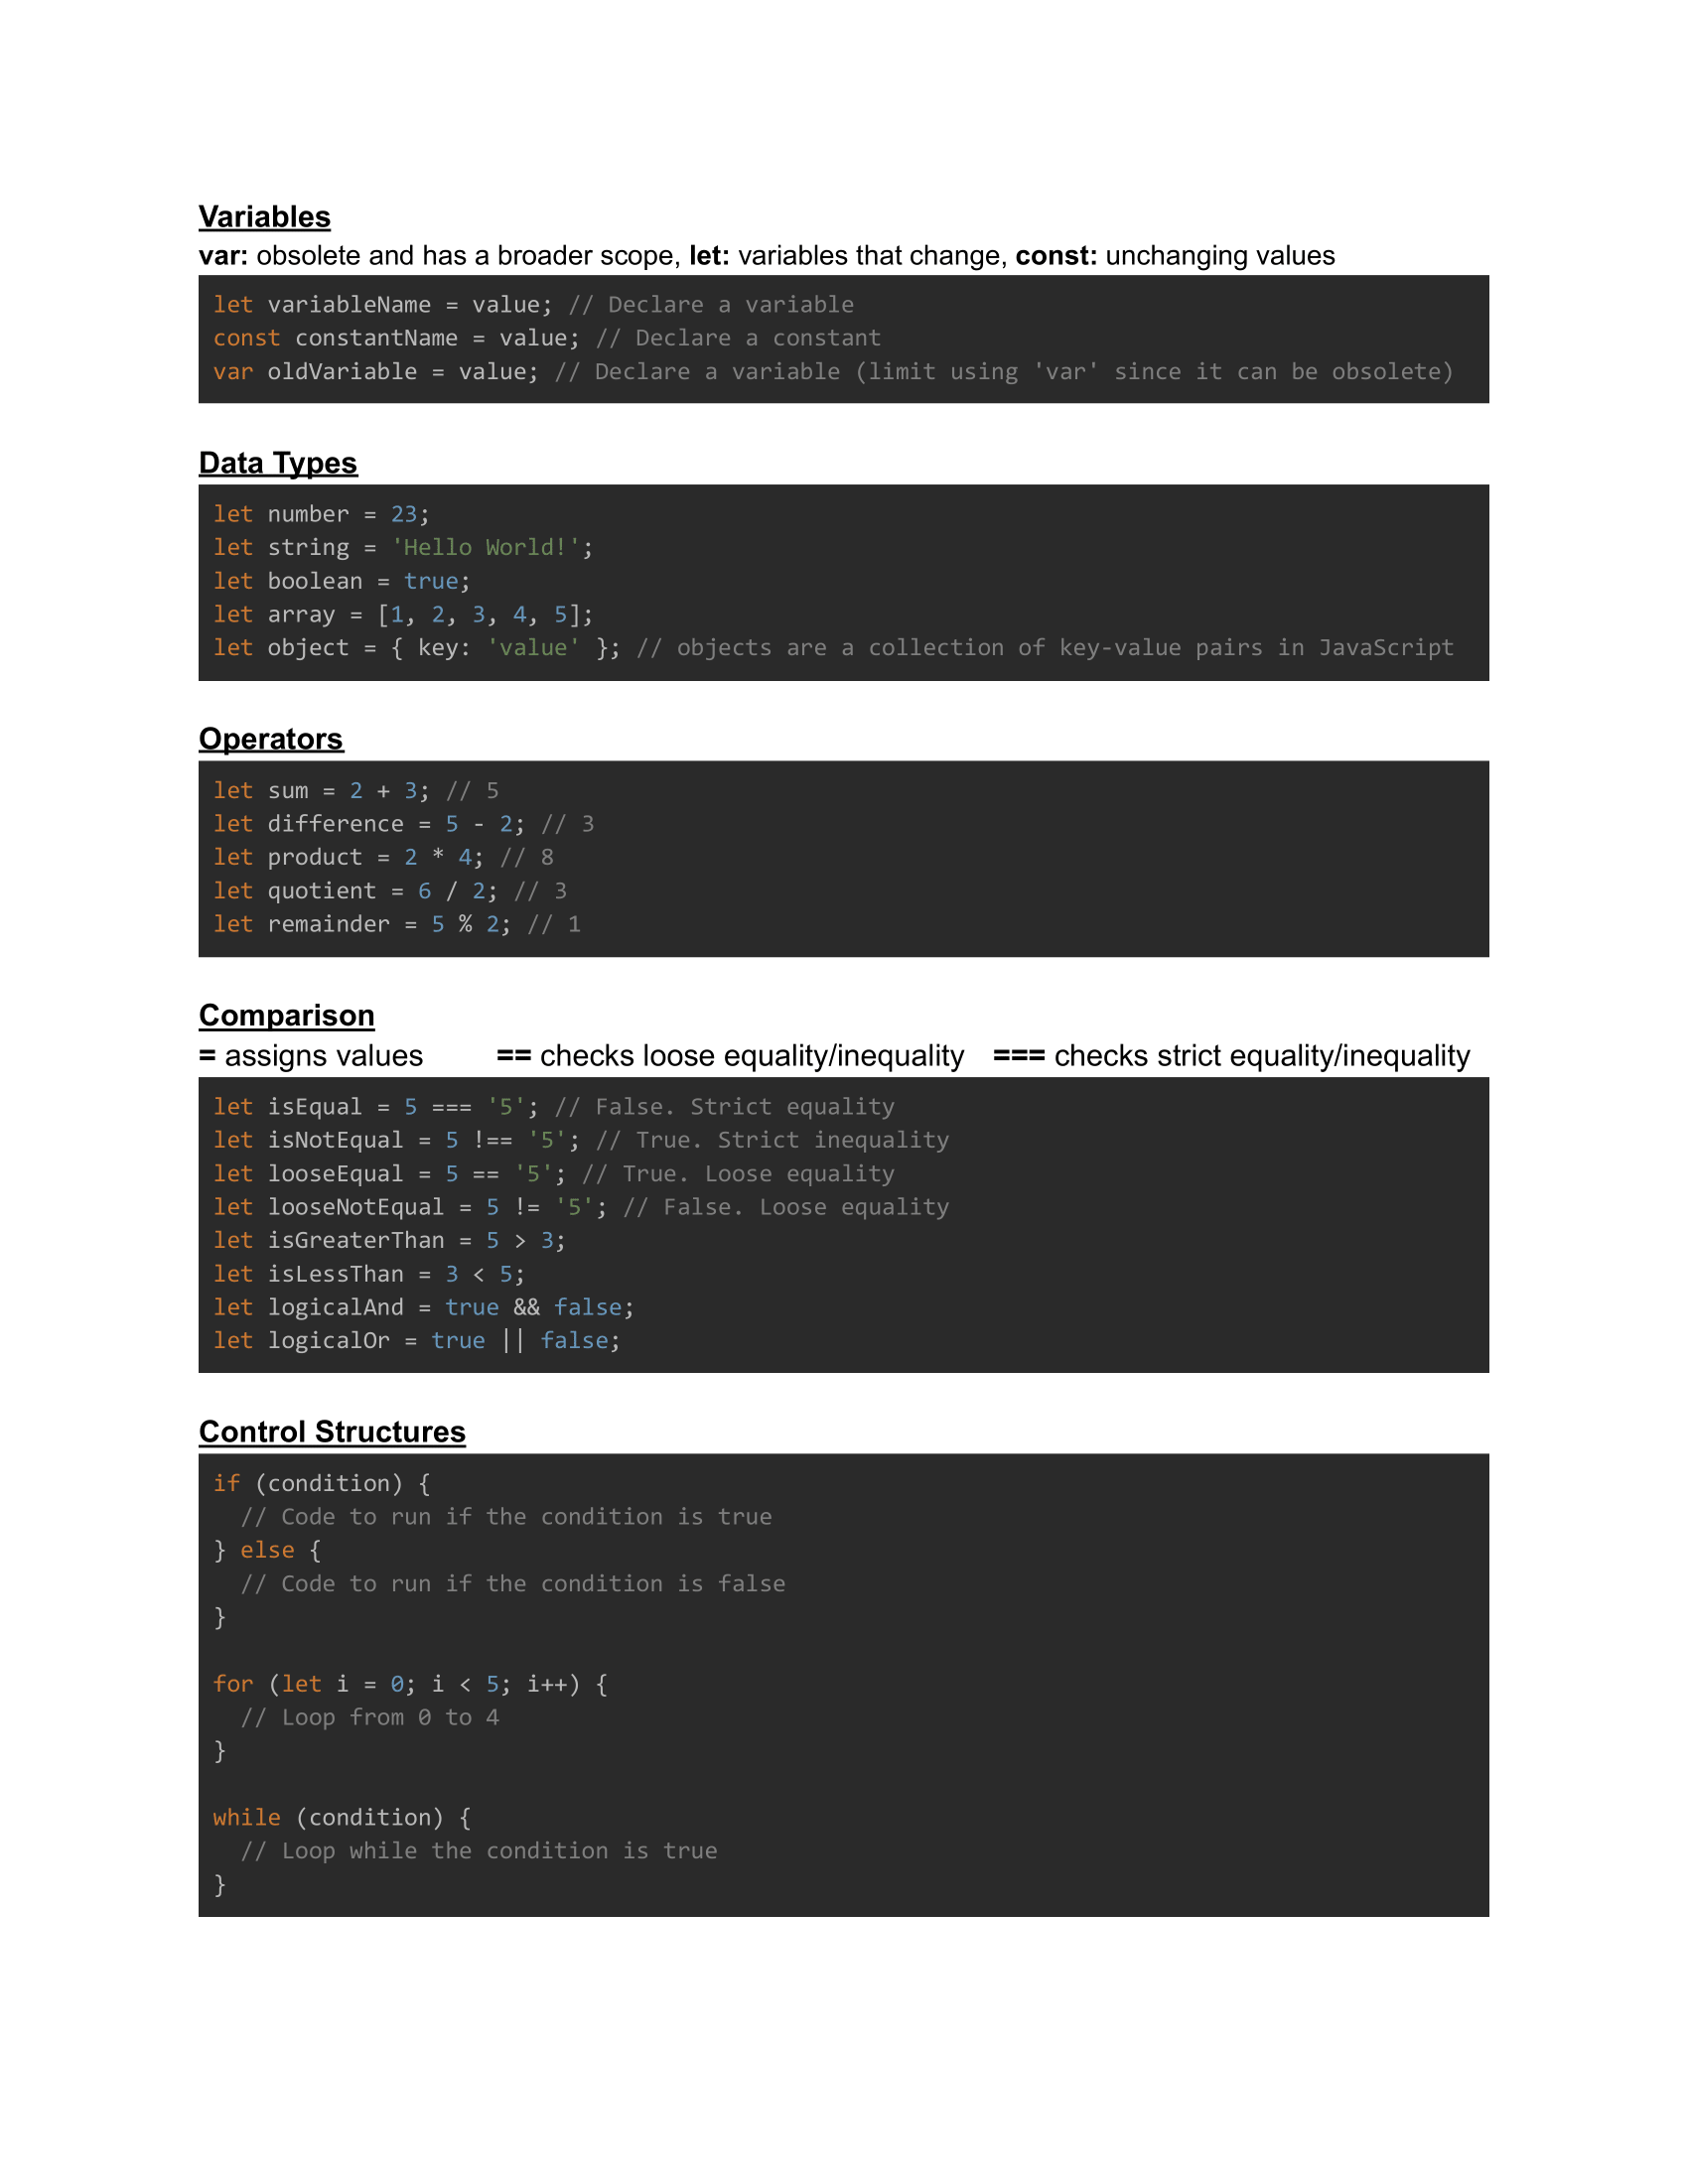 Variables
var: obsolete and has a broader scope, let: variables that change, const: unchanging values
let variableName = value; // Declare a variable
const constantName = value; // Declare a constant
var oldVariable = value; // Declare a variable (limit using 'var' since it can be obsolete)
Data Types
let number = 23;
let string = 'Hello World!';
let boolean = true;
let array = [1, 2, 3, 4, 5];
let object = { key: 'value' }; // objects are a collection of key-value pairs in JavaScript
Operators
let sum = 2 + 3; // 5
let difference = 5 - 2; // 3
let product = 2 * 4; // 8
let quotient = 6 / 2; // 3
let remainder = 5 % 2; // 1
Comparison
= assigns values == checks loose equality/inequality === checks strict equality/inequality
let isEqual = 5 === '5'; // False. Strict equality
let isNotEqual = 5 !== '5'; // True. Strict inequality
let looseEqual = 5 == '5'; // True. Loose equality
let looseNotEqual = 5 != '5'; // False. Loose equality
let isGreaterThan = 5 > 3;
let isLessThan = 3 < 5;
let logicalAnd = true && false;
let logicalOr = true || false;
Control Structures
if (condition) {
  // Code to run if the condition is true
} else {
  // Code to run if the condition is false
}
for (let i = 0; i < 5; i++) {
  // Loop from 0 to 4
}
while (condition) {
  // Loop while the condition is true
}